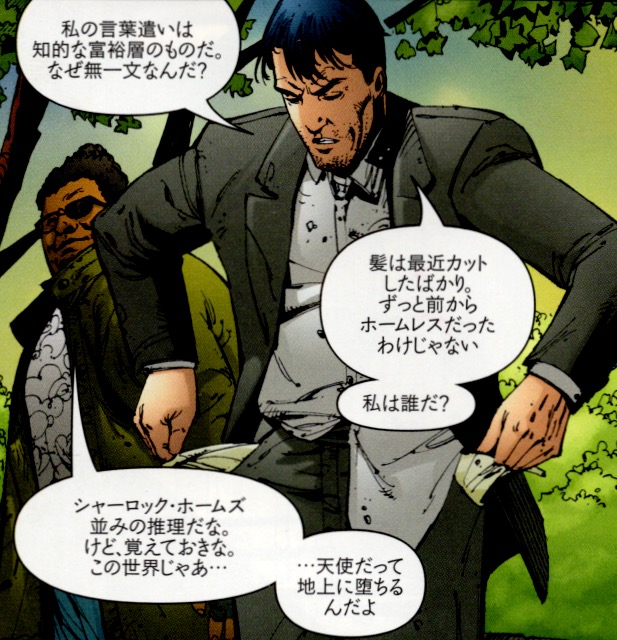 私の言葉遣いは
知的な富裕層のものだ。
なぜ無一文なんだ?
髪は最近カット
したばかり。
ずっと前から
ホームレスだった
わけじゃない
私は誰だ?
シャーロック・ホームズ
並みの推理だな。
けど、覚えておきな。
この世界じゃあ…
…天使だって
地上に堕ちる
んだよ